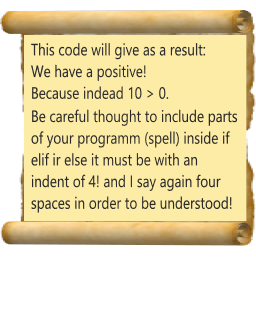 This code will give as a result:
We have a positive!
Because indead 10 > 0.
Be careful thought to include parts
of your programm (spell) inside if
elif ir else it must be with an
indent of 4! and I say again four
spaces in order to be understood!